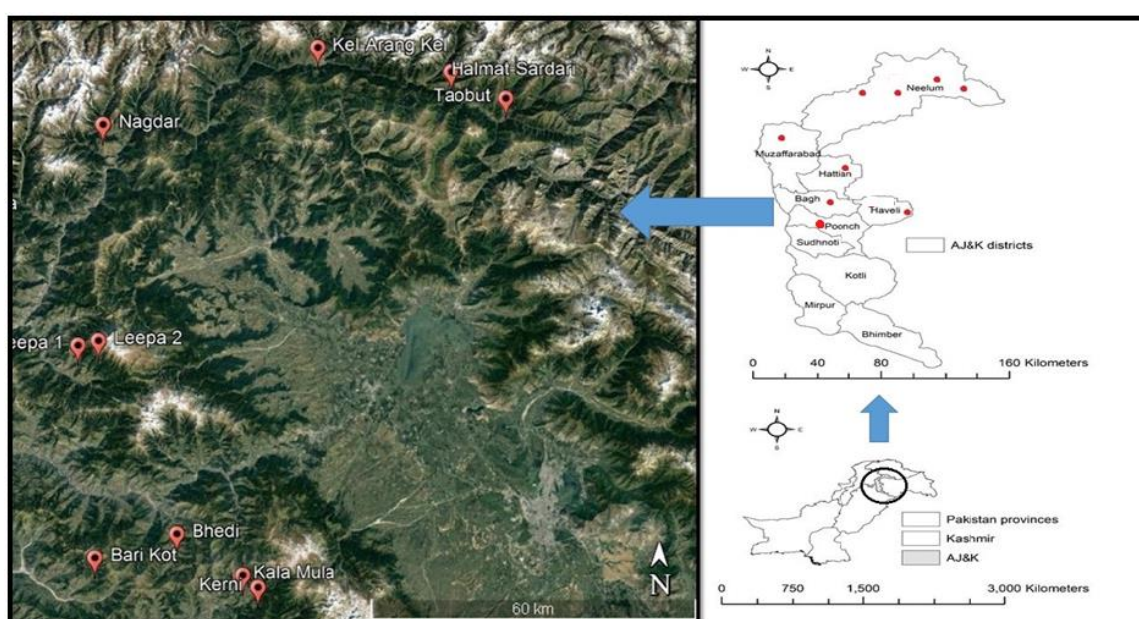 Kel Arang Kel
Halmat Sardari
Taobut
Nagdar
Leepa 2
eepa 1
Bhedi
Bari Kot
Kala Mula
Kerni
N
60 km
N
W E
S
Neelum
Muzaffarabad
Hattian
Bagh
Haveli
Poonch
Sudhnoti
AJ&K districts
Kotli
Mirpur
Bhimber
0 40 80 160 Kilometers
N
W E
S
Pakistan provinces
Kashmir
AJ&K
0 750 1,500 3,000 Kilometers